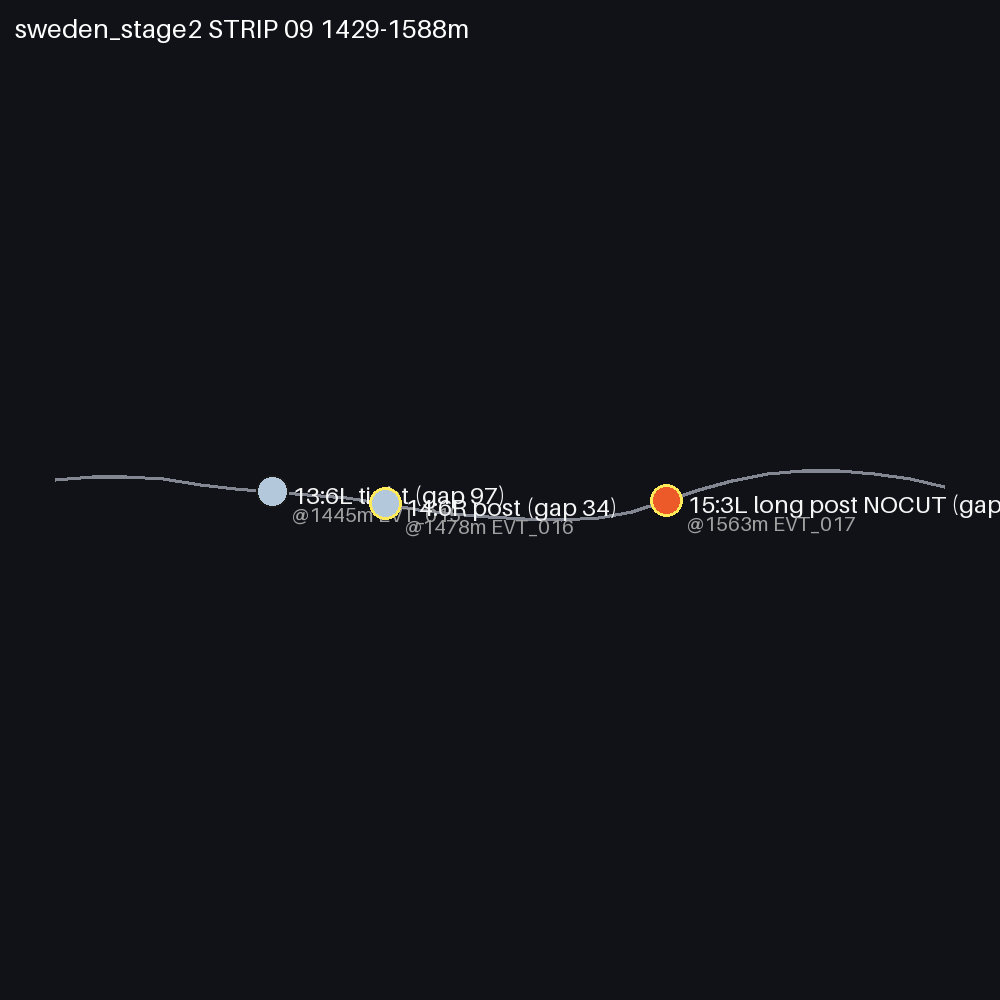 sweden_stage2 STRIP 09 1429-1588m
13:6L (gap 97)
@1445m EVT_015
14:6R post (gap 34)
@1478m EVT_016
15:3L long post NOCUT (gap
@1563m EVT_017